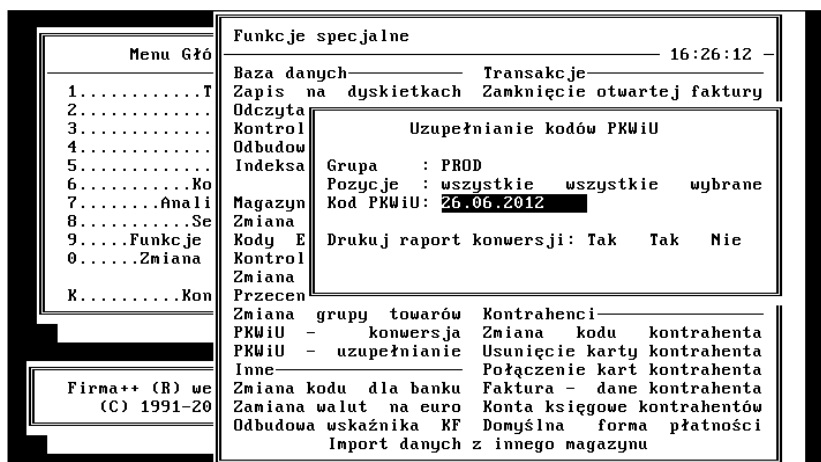 Funkcje specjalne
16:26:12
Menu Głó
Baza danych Transakcje
1............T Zapis na dyskietkach Zamknięcie otwartej faktury
2............. Odczyta
3............. Kontrol Uzupełnianie kodów PKWiU
4............. Odbudow
5............. Indeksa Grupa : PROD
6..........Ko Pozycje : wszystkie wszystkie wybrane
7........Anali Magazyn Kod PKWiU: 26.06.2012
8..........Se Zmiana
9.....Funkcje Kody E Drukuj raport konwersji: Tak Tak Nie
0......Zmiana Kontrol
Zmiana
K..........Kon Przecen
Zmiana grupy towarów Kontrahenci
PKWiU - konwersja Zmiana kodu kontrahenta
PKWiU - uzupełnianie Usunięcie karty kontrahenta
Inne Połączenie kart kontrahenta
Firma++ (R) we Zmiana kodu dla banku Faktura - dane kontrahenta
(C) 1991-20 Zamiana walut na euro Konta księgowe kontrahentów
Odbudowa wskaźnika KF Domyślna forma płatności
Import danych z innego magazynu